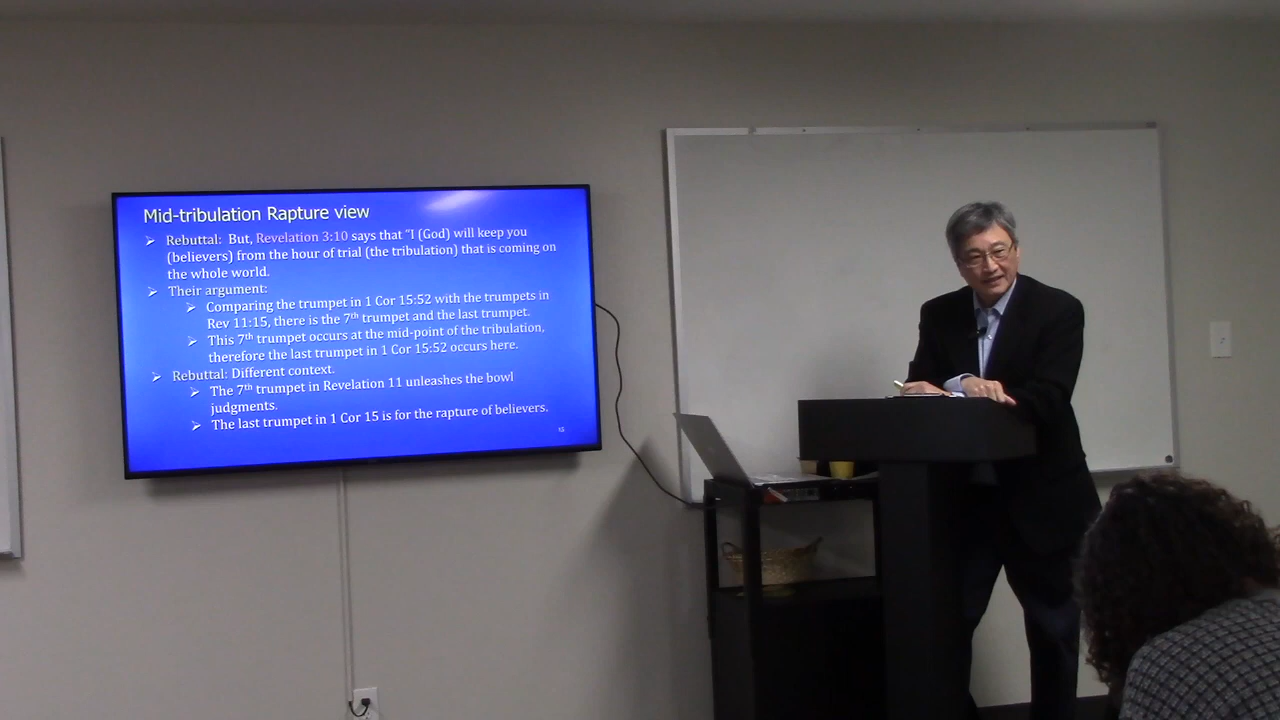 Mid-tribulation Rapture view
➢ Rebuttal: But, Revelation 3:10 says that "I (God) will keep you
(believers) from the hour of trial (the tribulation) that is coming on
the whole world.
➢ Their argument:
➢ Comparing the trumpet in 1 Cor 15:52 with the trumpets in
Rev 11:15, there is the 7th trumpet and the last trumpet.
➢ This 7th trumpet occurs at the mid-point of the tribulation,
therefore the last trumpet in 1 Cor 15:52 occurs here.
➢ Rebuttal: Different context.
➢ The 7th trumpet in Revelation 11 unleashes the bowl
judgments.
➢ The last trumpet in 1 Cor 15 is for the rapture of believers.
15